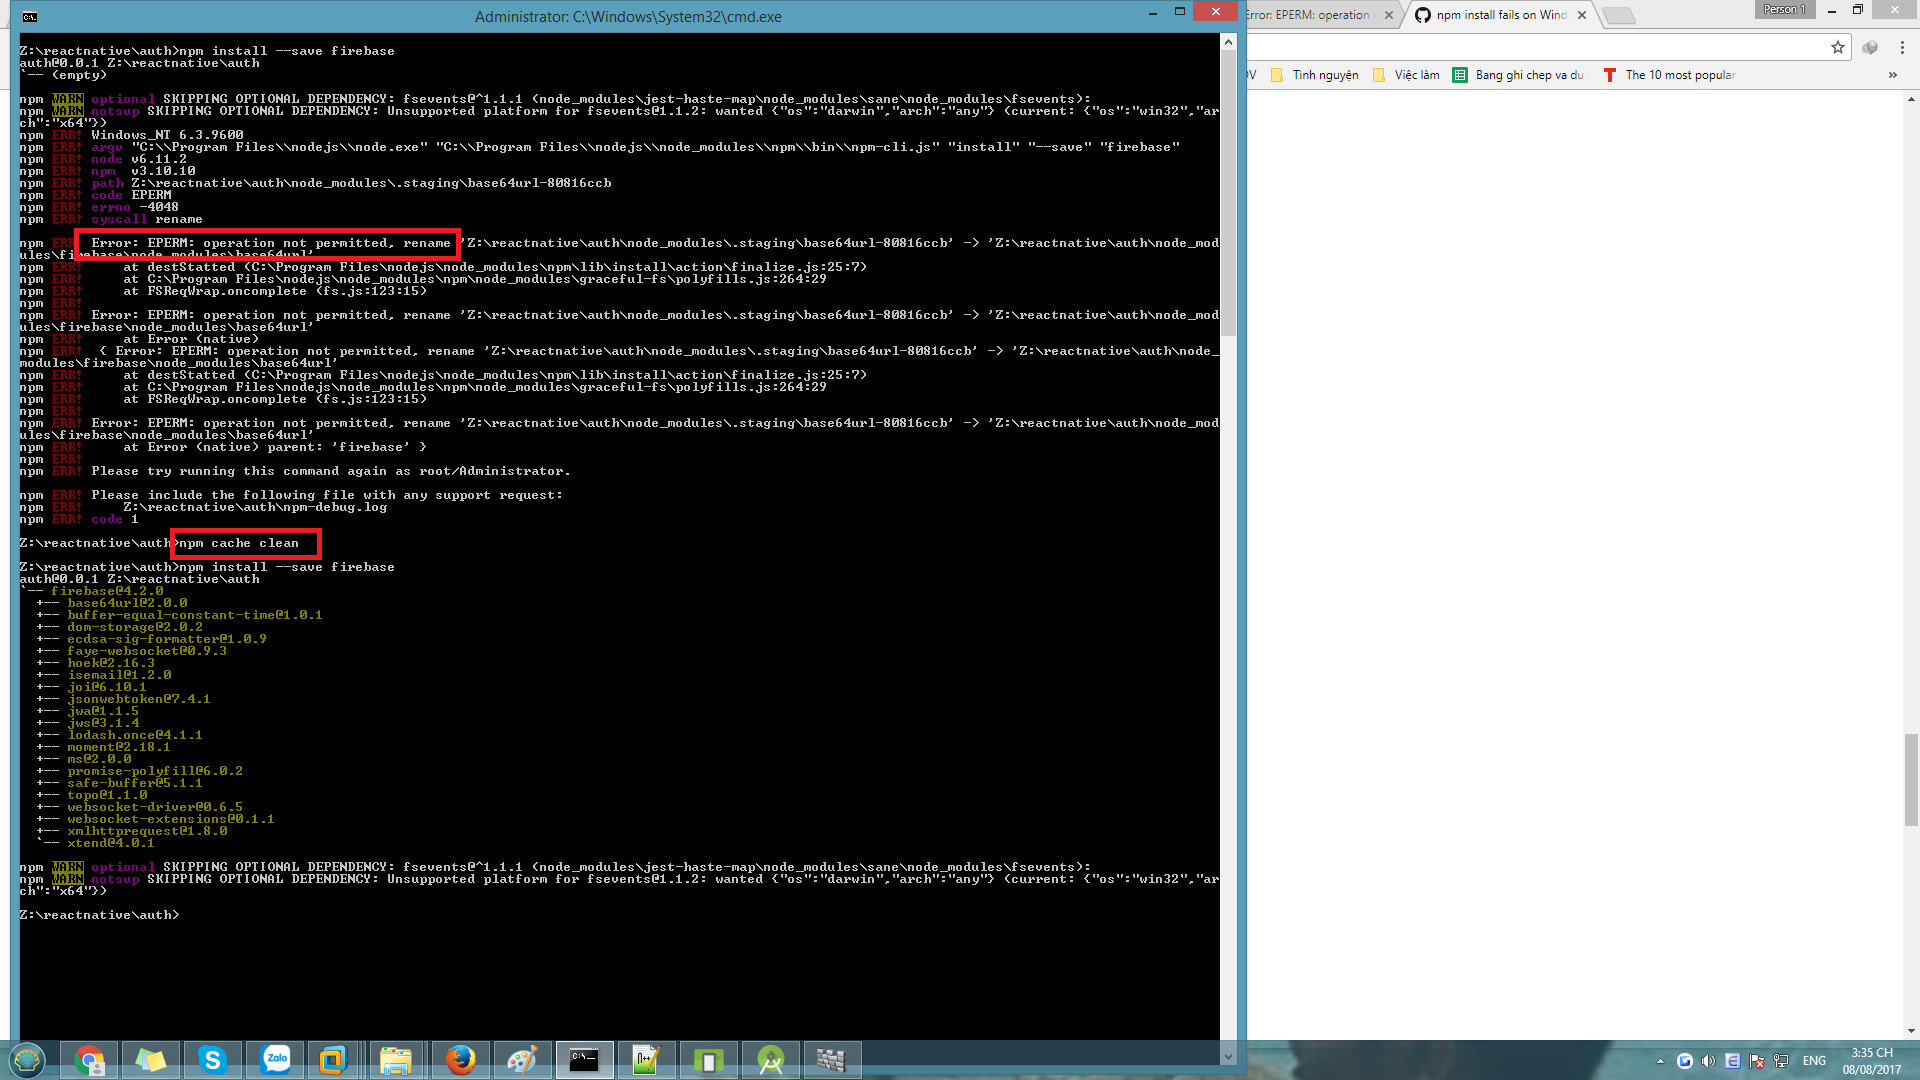 Administrator: C:\Windows\System32\cmd.exe
Error: EPERM: operation
npm install fails on Wind
Person 1
Tình nguyện
Việc làm
Bang ghi chep va du
The 10 most popular
Z:\reactnative\auth>npm install --save firebase
auth@0.0.1 Z:\reactnative\auth
`-- (empty)
npm WARN optional SKIPPING OPTIONAL DEPENDENCY: fsevents@^1.1.1 (node_modules\jest-haste-map\node_modules\sane\node_modules\fsevents):
npm WARN notsup SKIPPING OPTIONAL DEPENDENCY: Unsupported platform for fsevents@1.1.2: wanted {"os":"darwin","arch":"any"} (current: {"os":"win32","ar
ch":"x64"})
npm ERR! Windows_NT 6.3.9600
npm ERR! argv "C:\\Program Files\\nodejs\\node.exe" "C:\\Program Files\\nodejs\\node_modules\\npm\\bin\\npm-cli.js" "install" "--save" "firebase"
npm ERR! node v6.11.2
npm ERR! npm  v3.10.10
npm ERR! path Z:\reactnative\auth\node_modules\.staging\base64url-80816ccb
npm ERR! code EPERM
npm ERR! errno -4048
npm ERR! syscall rename
npm ERR! Error: EPERM: operation not permitted, rename 'Z:\reactnative\auth\node_modules\.staging\base64url-80816ccb' -> 'Z:\reactnative\auth\node_mod
ules\firebase\node_modules\base64url'
npm ERR!     at destStatted (C:\Program Files\nodejs\node_modules\npm\lib\install\action\finalize.js:25:7)
npm ERR!     at C:\Program Files\nodejs\node_modules\npm\node_modules\graceful-fs\polyfills.js:264:29
npm ERR!     at FSReqWrap.oncomplete (fs.js:123:15)
npm ERR!
npm ERR! Error: EPERM: operation not permitted, rename 'Z:\reactnative\auth\node_modules\.staging\base64url-80816ccb' -> 'Z:\reactnative\auth\node_mod
ules\firebase\node_modules\base64url'
npm ERR!     at Error (native)
npm ERR!  { Error: EPERM: operation not permitted, rename 'Z:\reactnative\auth\node_modules\.staging\base64url-80816ccb' -> 'Z:\reactnative\auth\node_
modules\firebase\node_modules\base64url'
npm ERR!     at destStatted (C:\Program Files\nodejs\node_modules\npm\lib\install\action\finalize.js:25:7)
npm ERR!     at C:\Program Files\nodejs\node_modules\npm\node_modules\graceful-fs\polyfills.js:264:29
npm ERR!     at FSReqWrap.oncomplete (fs.js:123:15)
npm ERR!
npm ERR! Error: EPERM: operation not permitted, rename 'Z:\reactnative\auth\node_modules\.staging\base64url-80816ccb' -> 'Z:\reactnative\auth\node_mod
ules\firebase\node_modules\base64url'
npm ERR!     at Error (native) parent: 'firebase' }
npm ERR!
npm ERR! Please try running this command again as root/Administrator.
npm ERR! Please include the following file with any support request:
npm ERR!     Z:\reactnative\auth\npm-debug.log
npm ERR! code 1
Z:\reactnative\auth>npm cache clean
Z:\reactnative\auth>npm install --save firebase
auth@0.0.1 Z:\reactnative\auth
`-- firebase@4.2.0
  +-- base64url@2.0.0
  +-- buffer-equal-constant-time@1.0.1
  +-- dom-storage@2.0.2
  +-- ecdsa-sig-formatter@1.0.9
  +-- faye-websocket@0.9.3
  +-- hoek@2.16.3
  +-- isemail@1.2.0
  +-- joi@6.10.1
  +-- jsonwebtoken@7.4.1
  +-- jwa@1.1.5
  +-- jws@3.1.4
  +-- lodash.once@4.1.1
  +-- moment@2.18.1
  +-- ms@2.0.0
  +-- promise-polyfill@6.0.2
  +-- safe-buffer@5.1.1
  +-- topo@1.1.0
  +-- websocket-driver@0.6.5
  +-- websocket-extensions@0.1.1
  +-- xmlhttprequest@1.8.0
  `-- xtend@4.0.1
npm WARN optional SKIPPING OPTIONAL DEPENDENCY: fsevents@^1.1.1 (node_modules\jest-haste-map\node_modules\sane\node_modules\fsevents):
npm WARN notsup SKIPPING OPTIONAL DEPENDENCY: Unsupported platform for fsevents@1.1.2: wanted {"os":"darwin","arch":"any"} (current: {"os":"win32","ar
ch":"x64"})
Z:\reactnative\auth>
Zalo
ENG
3:35 CH
08/08/2017